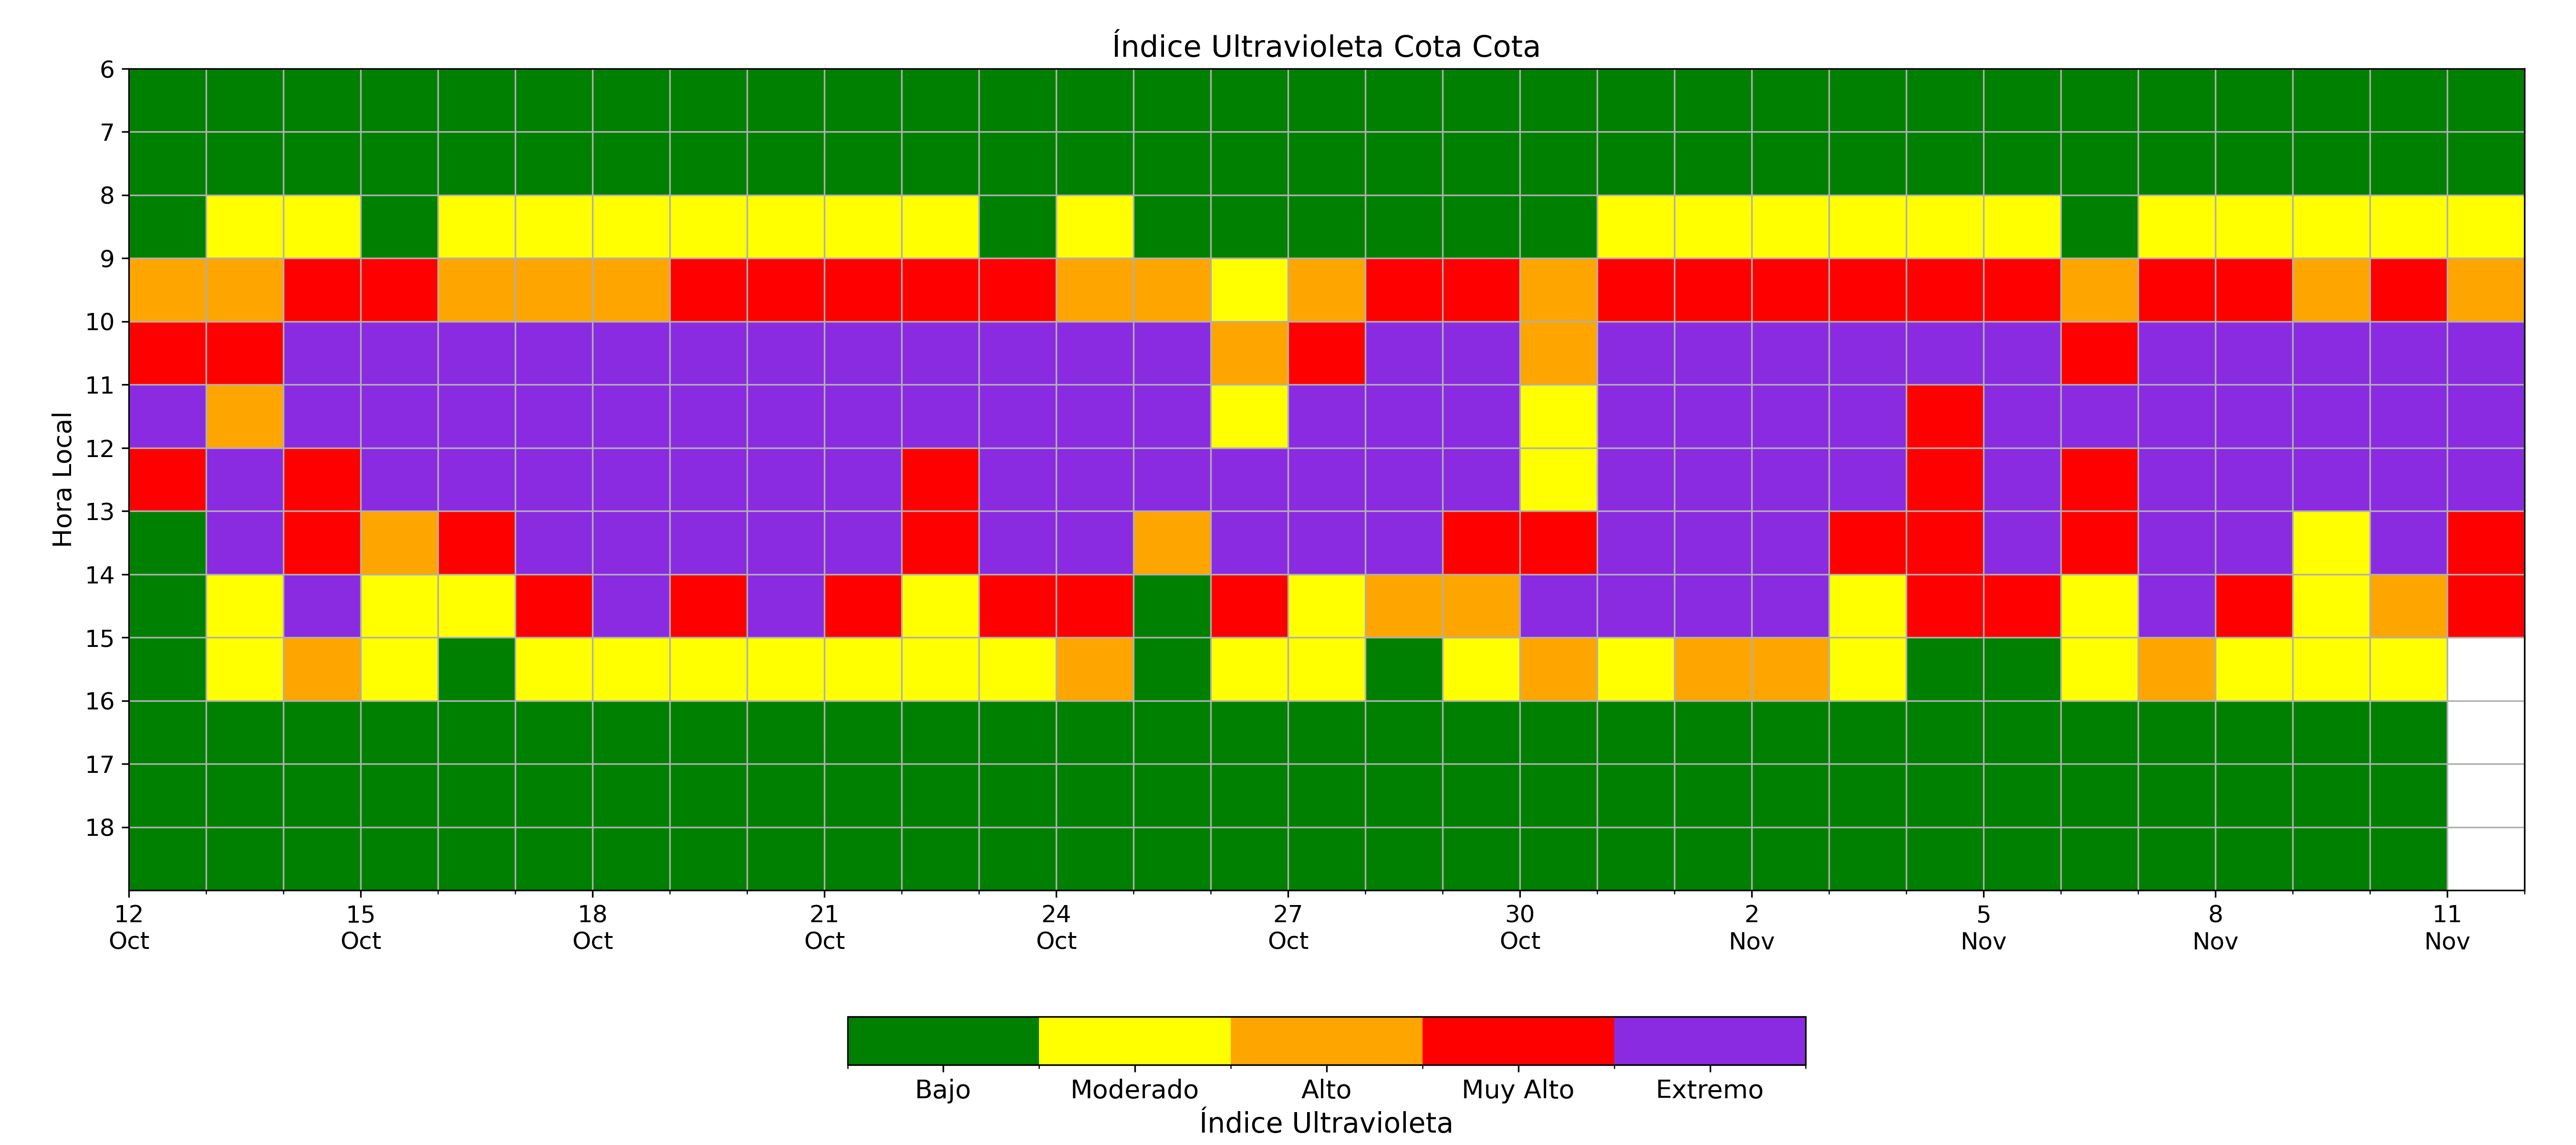 Índice Ultravioleta Cota Cota
Hora Local
6
7
8
9
10
11
12
13
14
15
16
17
18
12 15 18 21 24 27 30 2 5 8 11
Oct Oct Oct Oct Oct Oct Oct Nov Nov Nov Nov
Bajo Moderado Alto Muy Alto Extremo
Índice Ultravioleta